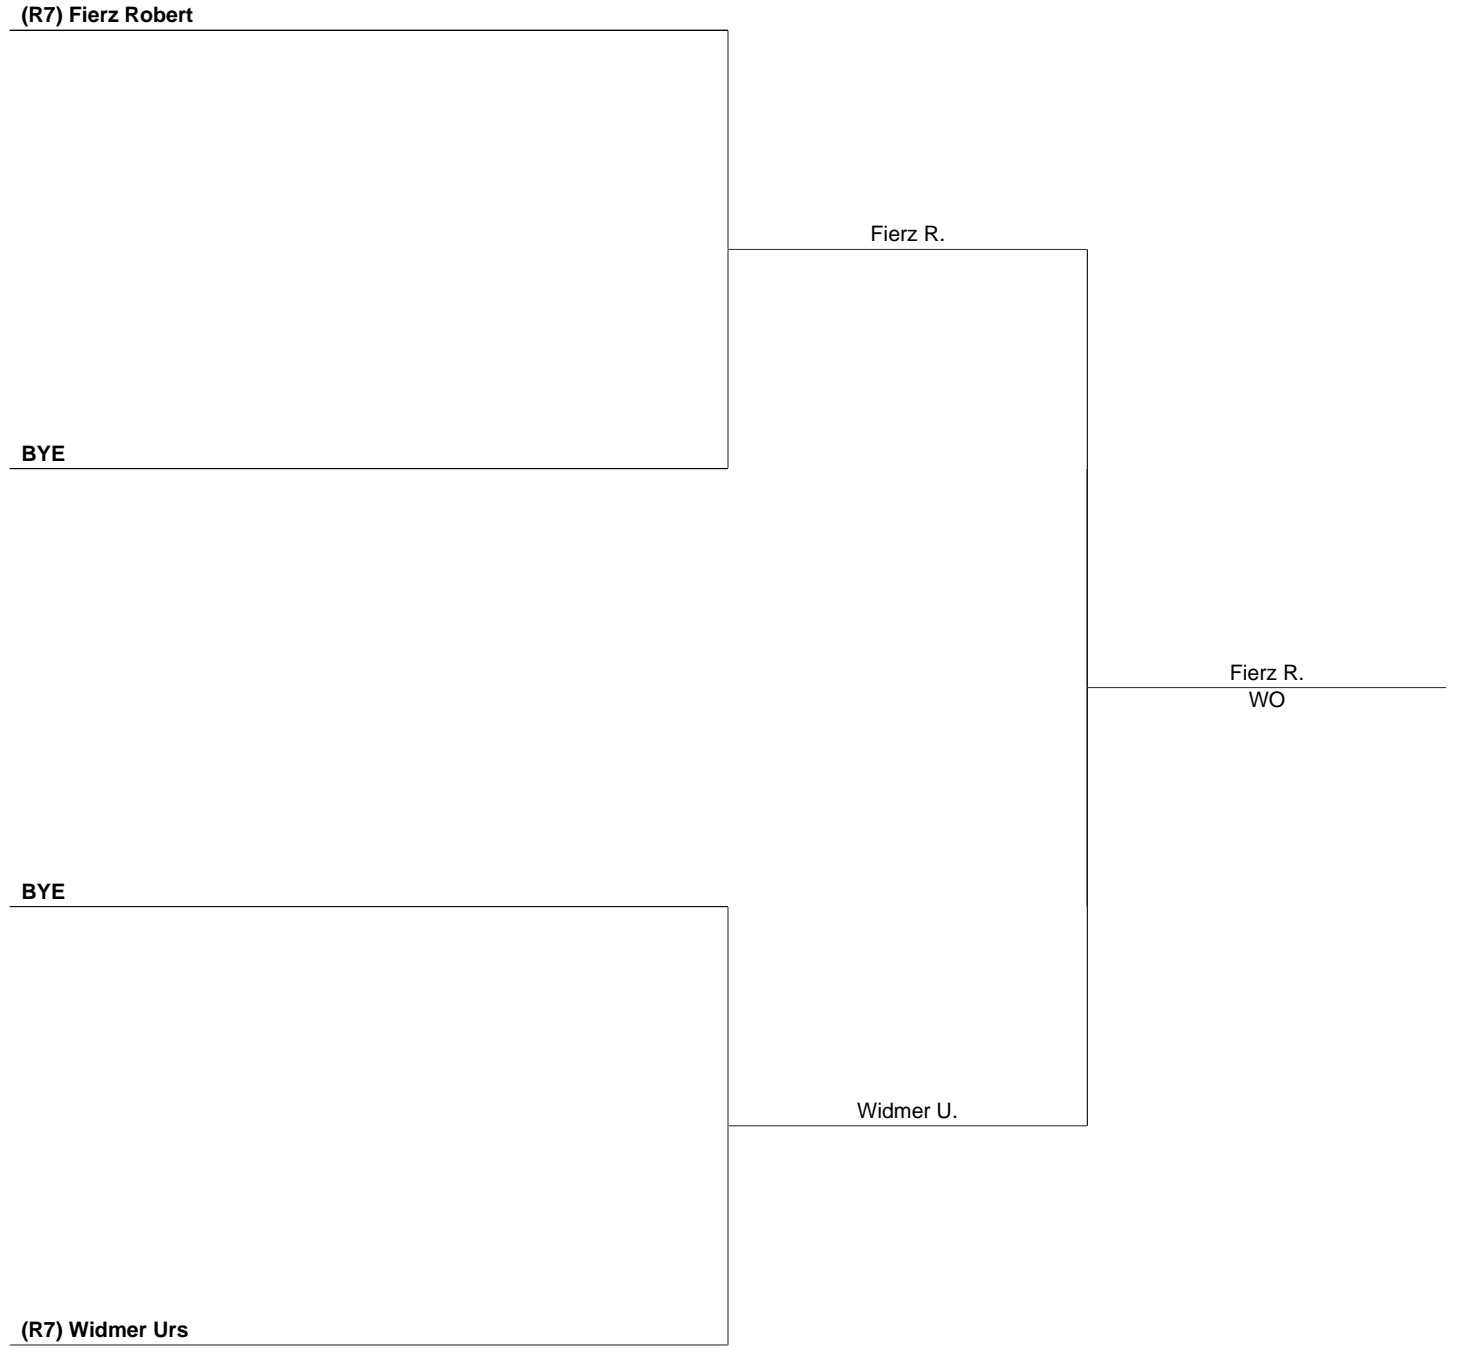 (R7) Fierz Robert
Fierz R.
BYE
Fierz R.
WO
BYE
Widmer U.
(R7) Widmer Urs